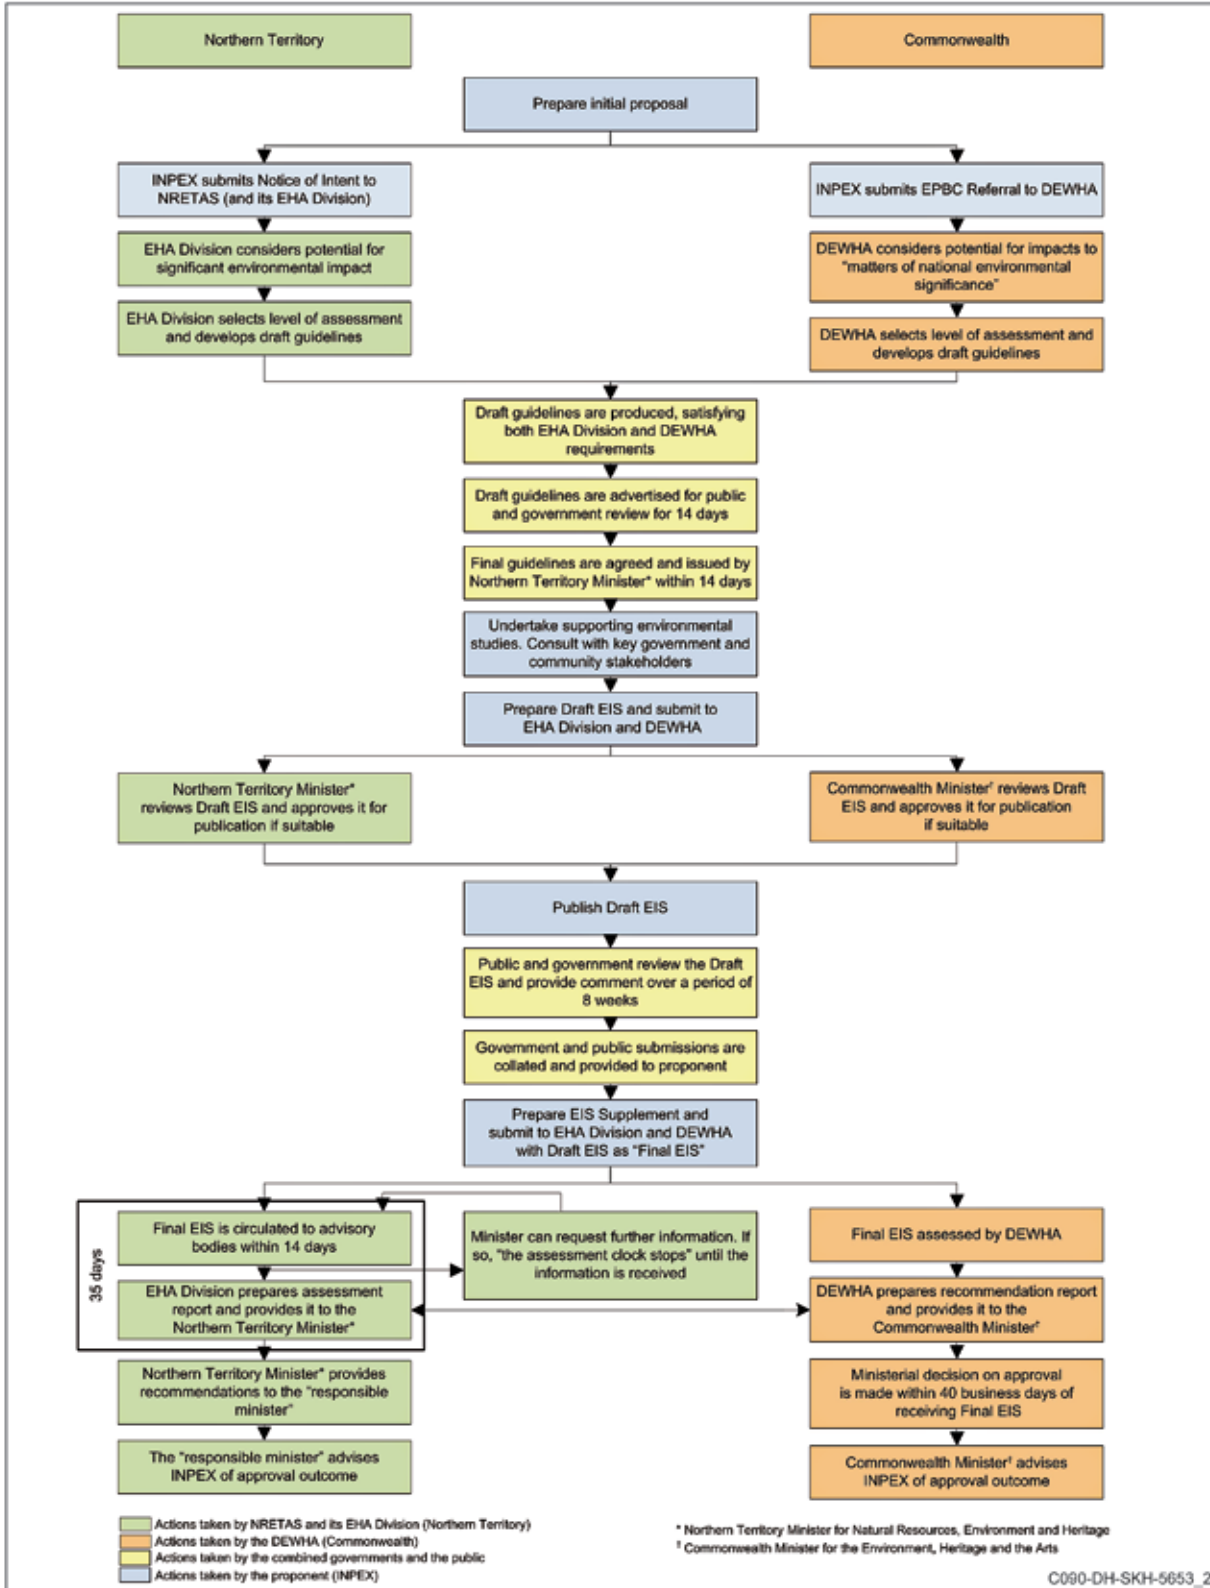 Northern Territory
Commonwealth
Prepare initial proposal
INPEX submits Notice of Intent to
NRETAS (and its EHA Division)
INPEX submits EPBC Referral to DEWHA
EHA Division considers potential for
significant environmental impact
DEWHA considers potential for impacts to
“matters of national environmental
significance”
EHA Division selects level of assessment
and develops draft guidelines
DEWHA selects level of assessment and
develops draft guidelines
Draft guidelines are produced, satisfying
both EHA Division and DEWHA
requirements
Draft guidelines are advertised for public
and government review for 14 days
Final guidelines are agreed and issued by
Northern Territory Minister* within 14 days
Undertake supporting environmental
studies. Consult with key government and
community stakeholders
Prepare Draft EIS and submit to
EHA Division and DEWHA
Northern Territory Minister*
reviews Draft EIS and approves it for
publication if suitable
Commonwealth Minister† reviews Draft
EIS and approves it for publication
if suitable
Publish Draft EIS
Public and government review the Draft
EIS and provide comment over a period of
8 weeks
Government and public submissions are
collated and provided to proponent
Prepare EIS Supplement and
submit to EHA Division and DEWHA
with Draft EIS as “Final EIS”
35 days
Final EIS is circulated to advisory
bodies within 14 days
Minister can request further information. If
so, “the assessment clock stops” until the
information is received
Final EIS assessed by DEWHA
EHA Division prepares assessment
report and provides it to the
Northern Territory Minister*
DEWHA prepares recommendation report
and provides it to the
Commonwealth Minister†
Northern Territory Minister* provides
recommendations to the “responsible
minister”
Ministerial decision on approval
is made within 40 business days of
receiving Final EIS
The “responsible minister” advises
INPEX of approval outcome
Commonwealth Minister† advises
INPEX of approval outcome
Actions taken by NRETAS and its EHA Division (Northern Territory)
Actions taken by the DEWHA (Commonwealth)
Actions taken by the combined governments and the public
Actions taken by the proponent (INPEX)
* Northern Territory Minister for Natural Resources, Environment and Heritage
† Commonwealth Minister for the Environment, Heritage and the Arts
C090-DH-SKH-5653_2